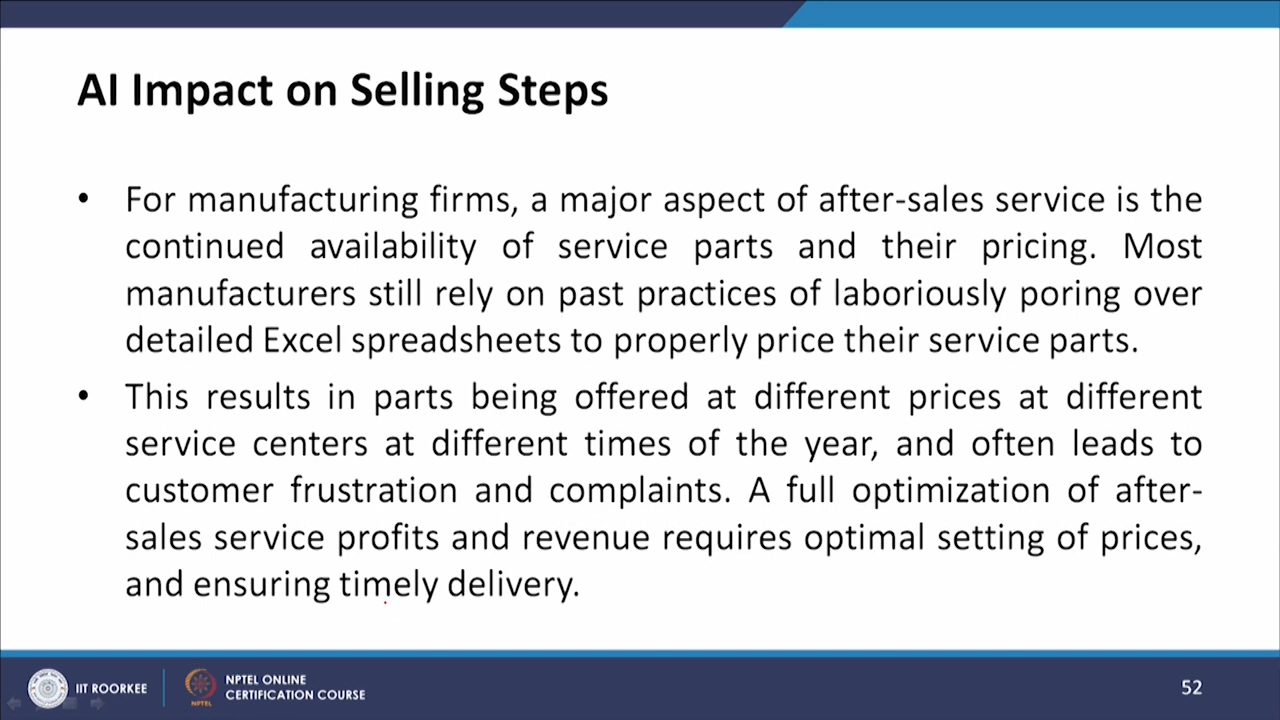 AI Impact on Selling Steps
• For manufacturing firms, a major aspect of after-sales service is the
continued availability of service parts and their pricing. Most
manufacturers still rely on past practices of laboriously poring over
detailed Excel spreadsheets to properly price their service parts.
• This results in parts being offered at different prices at different
service centers at different times of the year, and often leads to
customer frustration and complaints. A full optimization of after-
sales service profits and revenue requires optimal setting of prices,
and ensuring timely delivery.
IIT ROORKEE
NPTEL
NPTEL ONLINE
CERTIFICATION COURSE
52